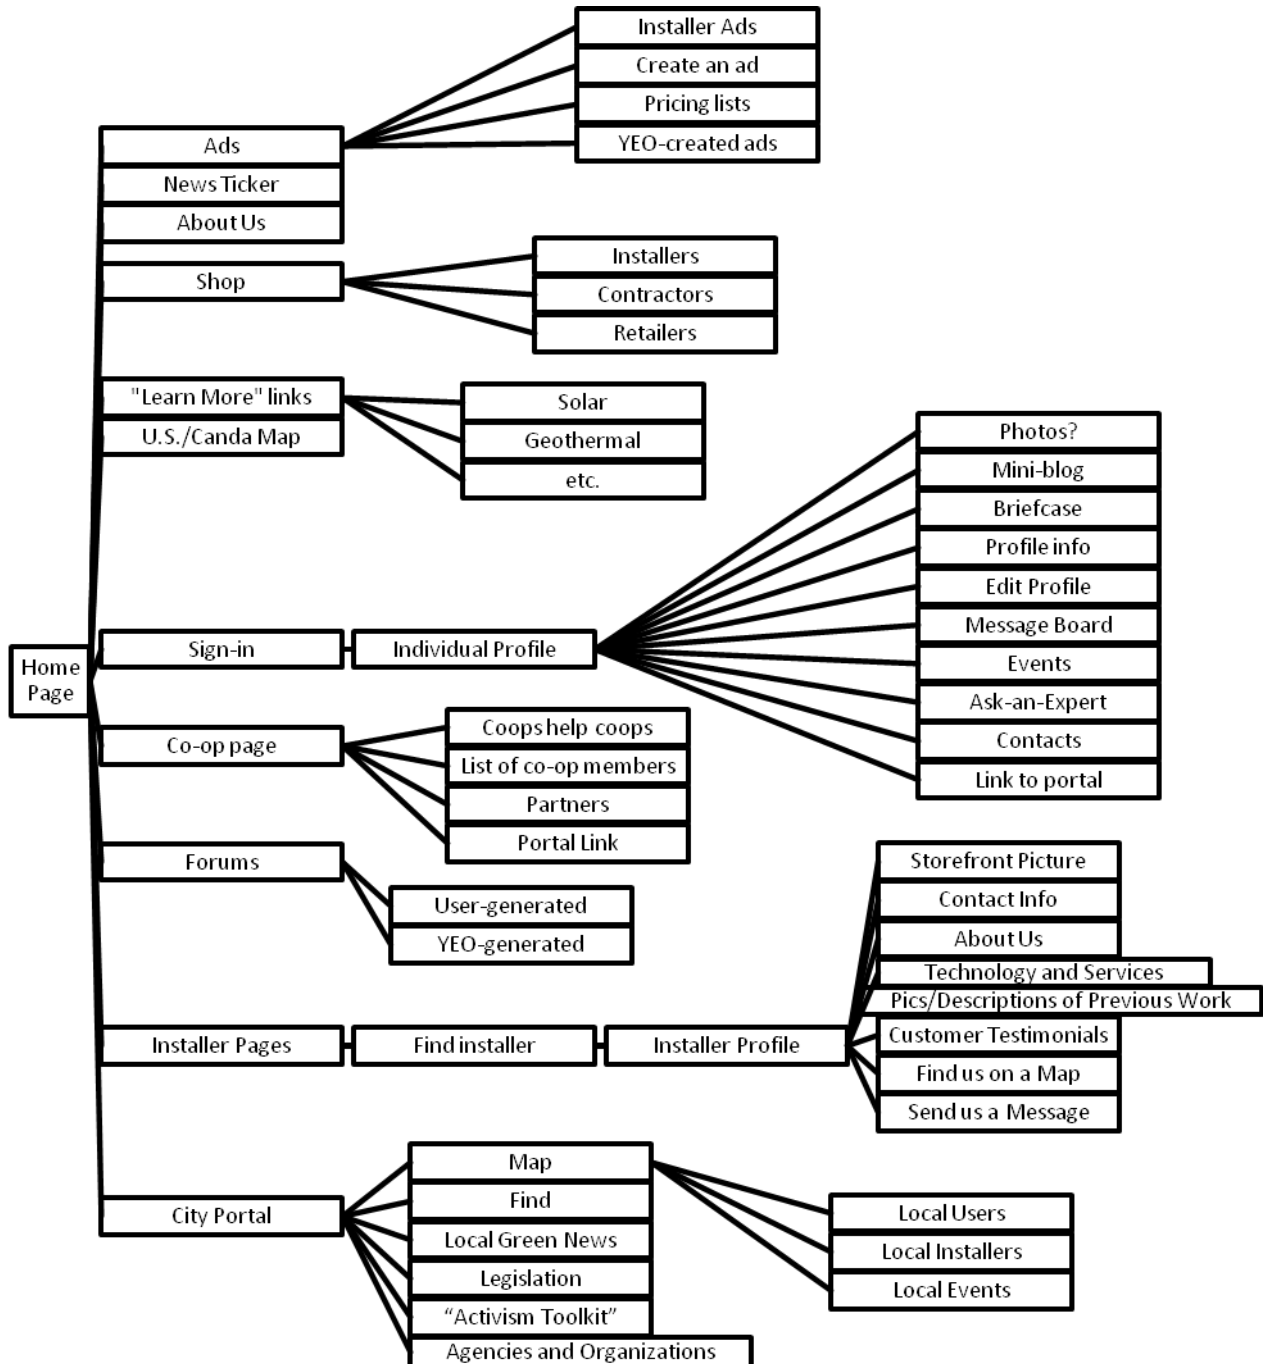 Installer Ads
Create an ad
Pricing lists
YEO-created ads
Ads
News Ticker
About Us
Shop
Installers
Contractors
Retailers
"Learn More" links
U.S./Canda Map
Solar
Geothermal
etc.
Photos?
Mini-blog
Briefcase
Profile info
Edit Profile
Message Board
Events
Ask-an-Expert
Contacts
Link to portal
Sign-in
Individual Profile
Home
Page
Co-op page
Coops help coops
List of co-op members
Partners
Portal Link
Forums
User-generated
YEO-generated
Storefront Picture
Contact Info
About Us
Technology and Services
Pics/Descriptions of Previous Work
Customer Testimonials
Find us on a Map
Send us a Message
Installer Pages
Find installer
Installer Profile
City Portal
Map
Find
Local Green News
Legislation
“Activism Toolkit”
Agencies and Organizations
Local Users
Local Installers
Local Events